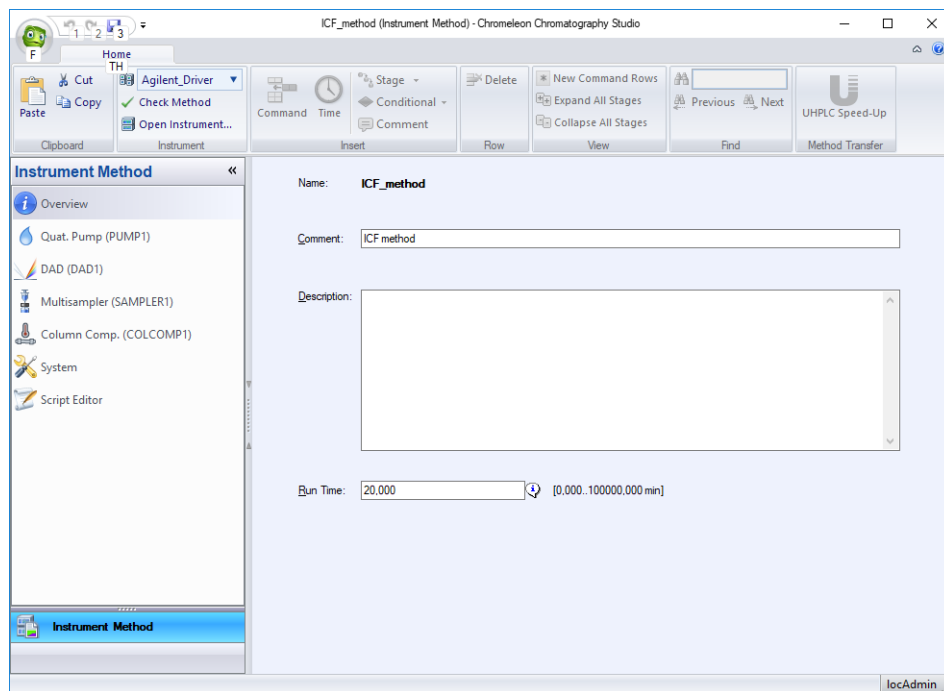 ICF_method (Instrument Method) - Chromeleon Chromatography Studio
1 2 3
F
Home
TH
Paste
Cut
Copy
Clipboard
Agilent_Driver
Check Method
Open Instrument...
Instrument
Command
Time
Stage
Conditional
Comment
Insert
Delete
Row
New Command Rows
Expand All Stages
Collapse All Stages
View
Previous Next
Find
UHPLC Speed-Up
Method Transfer
Instrument Method
Overview
Quat. Pump (PUMP1)
DAD (DAD1)
Multisampler (SAMPLER1)
Column Comp. (COLCOMP1)
System
Script Editor
Instrument Method
Name: ICF_method
Comment: ICF method
Description:
Run Time: 20,000 [0,000..100000,000 min]
locAdmin